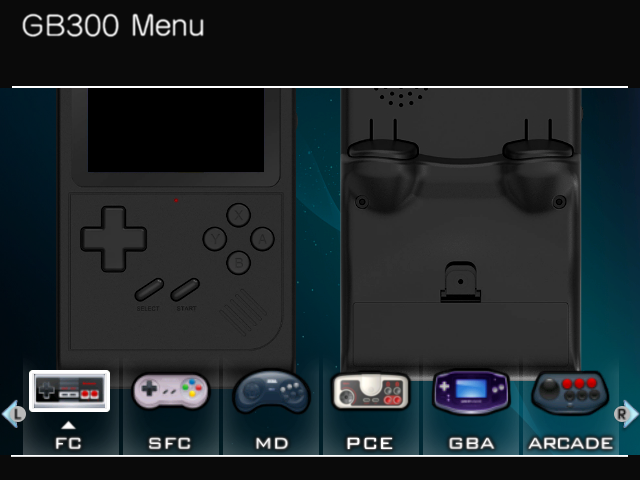 GB300 Menu
X
Y A
B
SELECT START
L R
FC SFC MD PCE GBA ARCADE